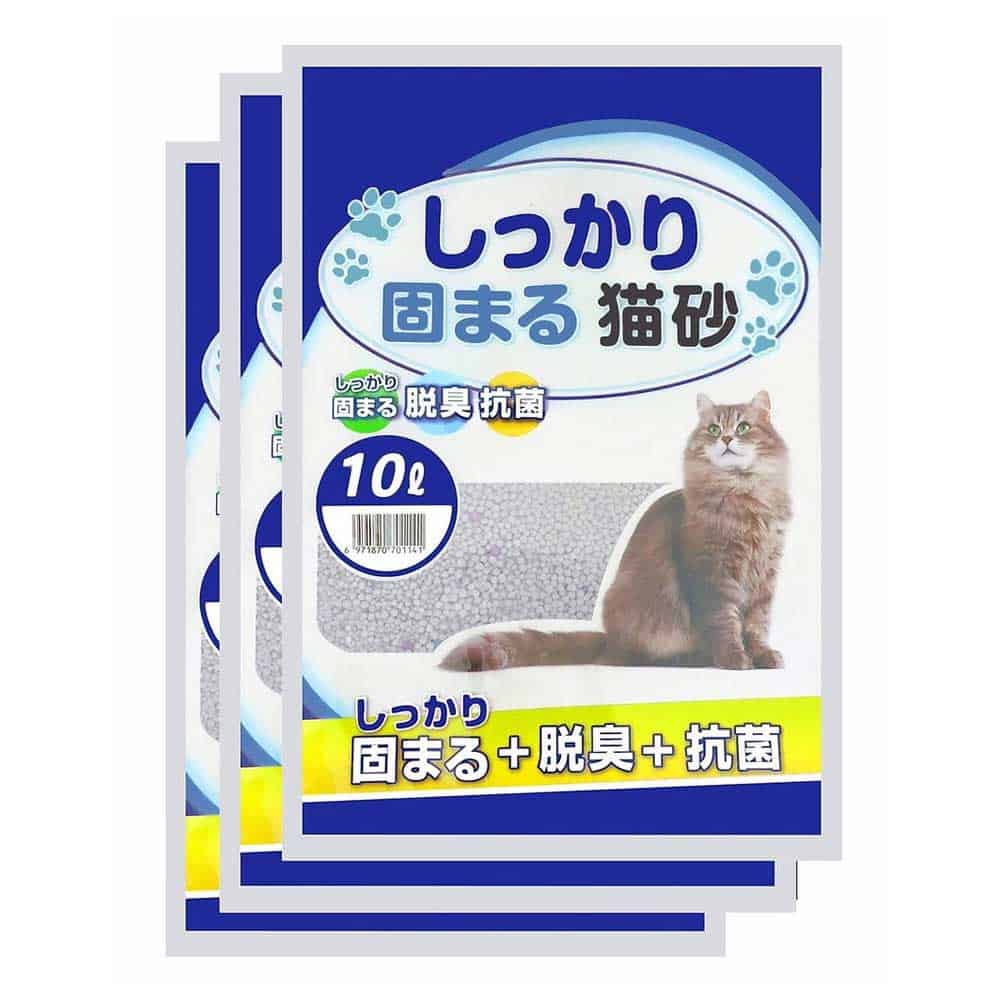 しっかり
固まる 猫砂
しっかり
固まる 脱臭 抗菌
10ℓ
6 971870 701141
しっかり
固まる+脱臭+抗菌